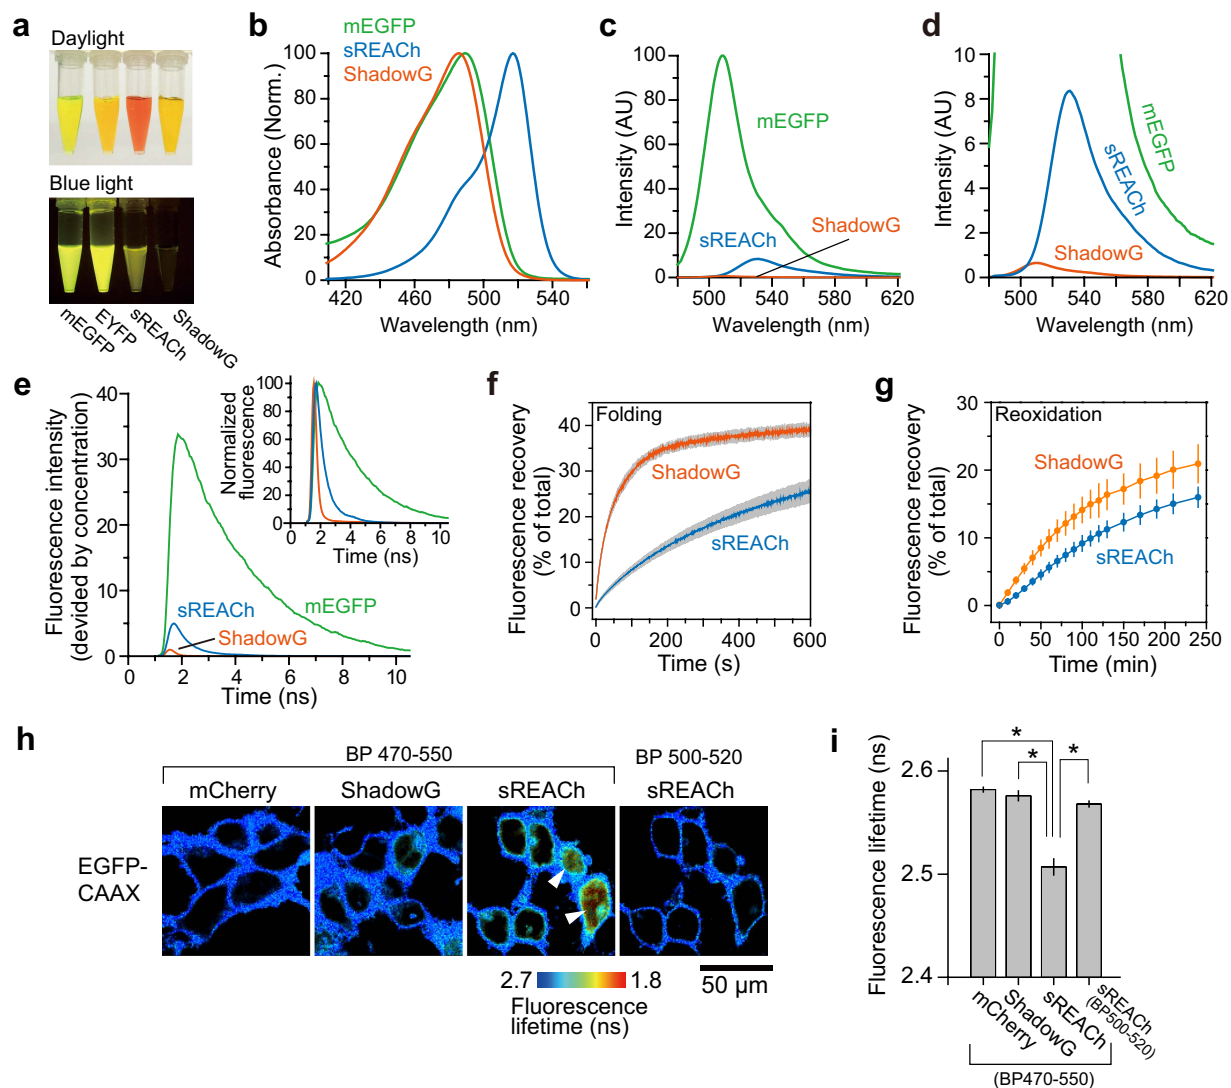 a
Daylight
Blue light
mEGFP
EYFP
sREACh
ShadowG
b
mEGFP
sREACh
ShadowG
Absorbance (Norm.)
100
80
60
40
20
0
410
460
500
540
Wavelength (nm)
c
Intensity (AU)
100
80
60
40
20
0
mEGFP
ShadowG
sREACh
500
540
580
620
Wavelength (nm)
d
Intensity (AU)
10
8
6
4
2
0
mEGFP
sREACh
ShadowG
500
540
580
620
Wavelength (nm)
e
Fluorescence intensity
(devided by concentration)
40
30
20
10
0
sREACh
ShadowG
mEGFP
0
2
4
6
8
10
Time (ns)
Normalized
fluorescence
100
80
60
40
20
0
0
2
4
6
8
10
Time (ns)
f
Folding
Fluorescence recovery
(% of total)
40
30
20
10
0
ShadowG
sREACh
0
200
400
600
Time (s)
g
Reoxidation
Fluorescence recovery
(% of total)
30
20
10
0
ShadowG
sREACh
0
50
100
150
200
250
Time (min)
h
BP 470-550
BP 500-520
mCherry
ShadowG
sREACh
sREACh
EGFP-
CAAX
2.7
1.8
Fluorescence
lifetime (ns)
50 µm
i
Fluorescence lifetime (ns)
2.6
2.5
2.4
*
*
*
mCherry
ShadowG
sREACh
sREACh
(BP500-520)
(BP470-550)